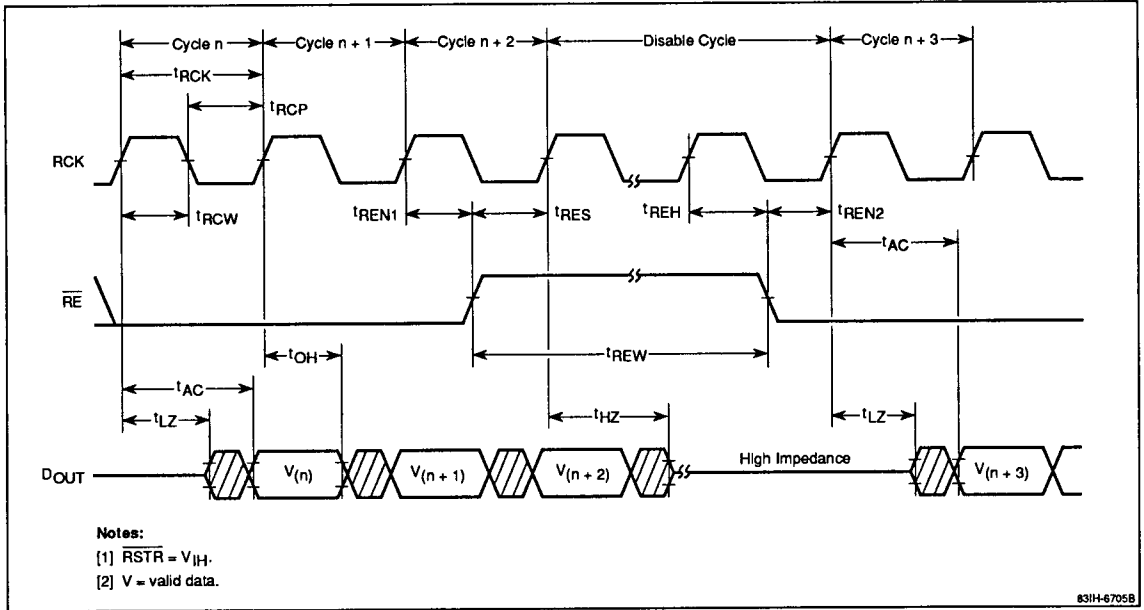 Cycle n Cycle n + 1 Cycle n + 2 Disable Cycle Cycle n + 3
tRCK
tRCP
RCK
tRCW tREN1 tRES tREH tREN2
tAC
RE
tOH tREW
tAC
tLZ tHZ tLZ
DOUT V(n) V(n + 1) V(n + 2) High Impedance V(n + 3)
Notes:
[1] RSTR = VIH.
[2] V = valid data.
83IH-6705B